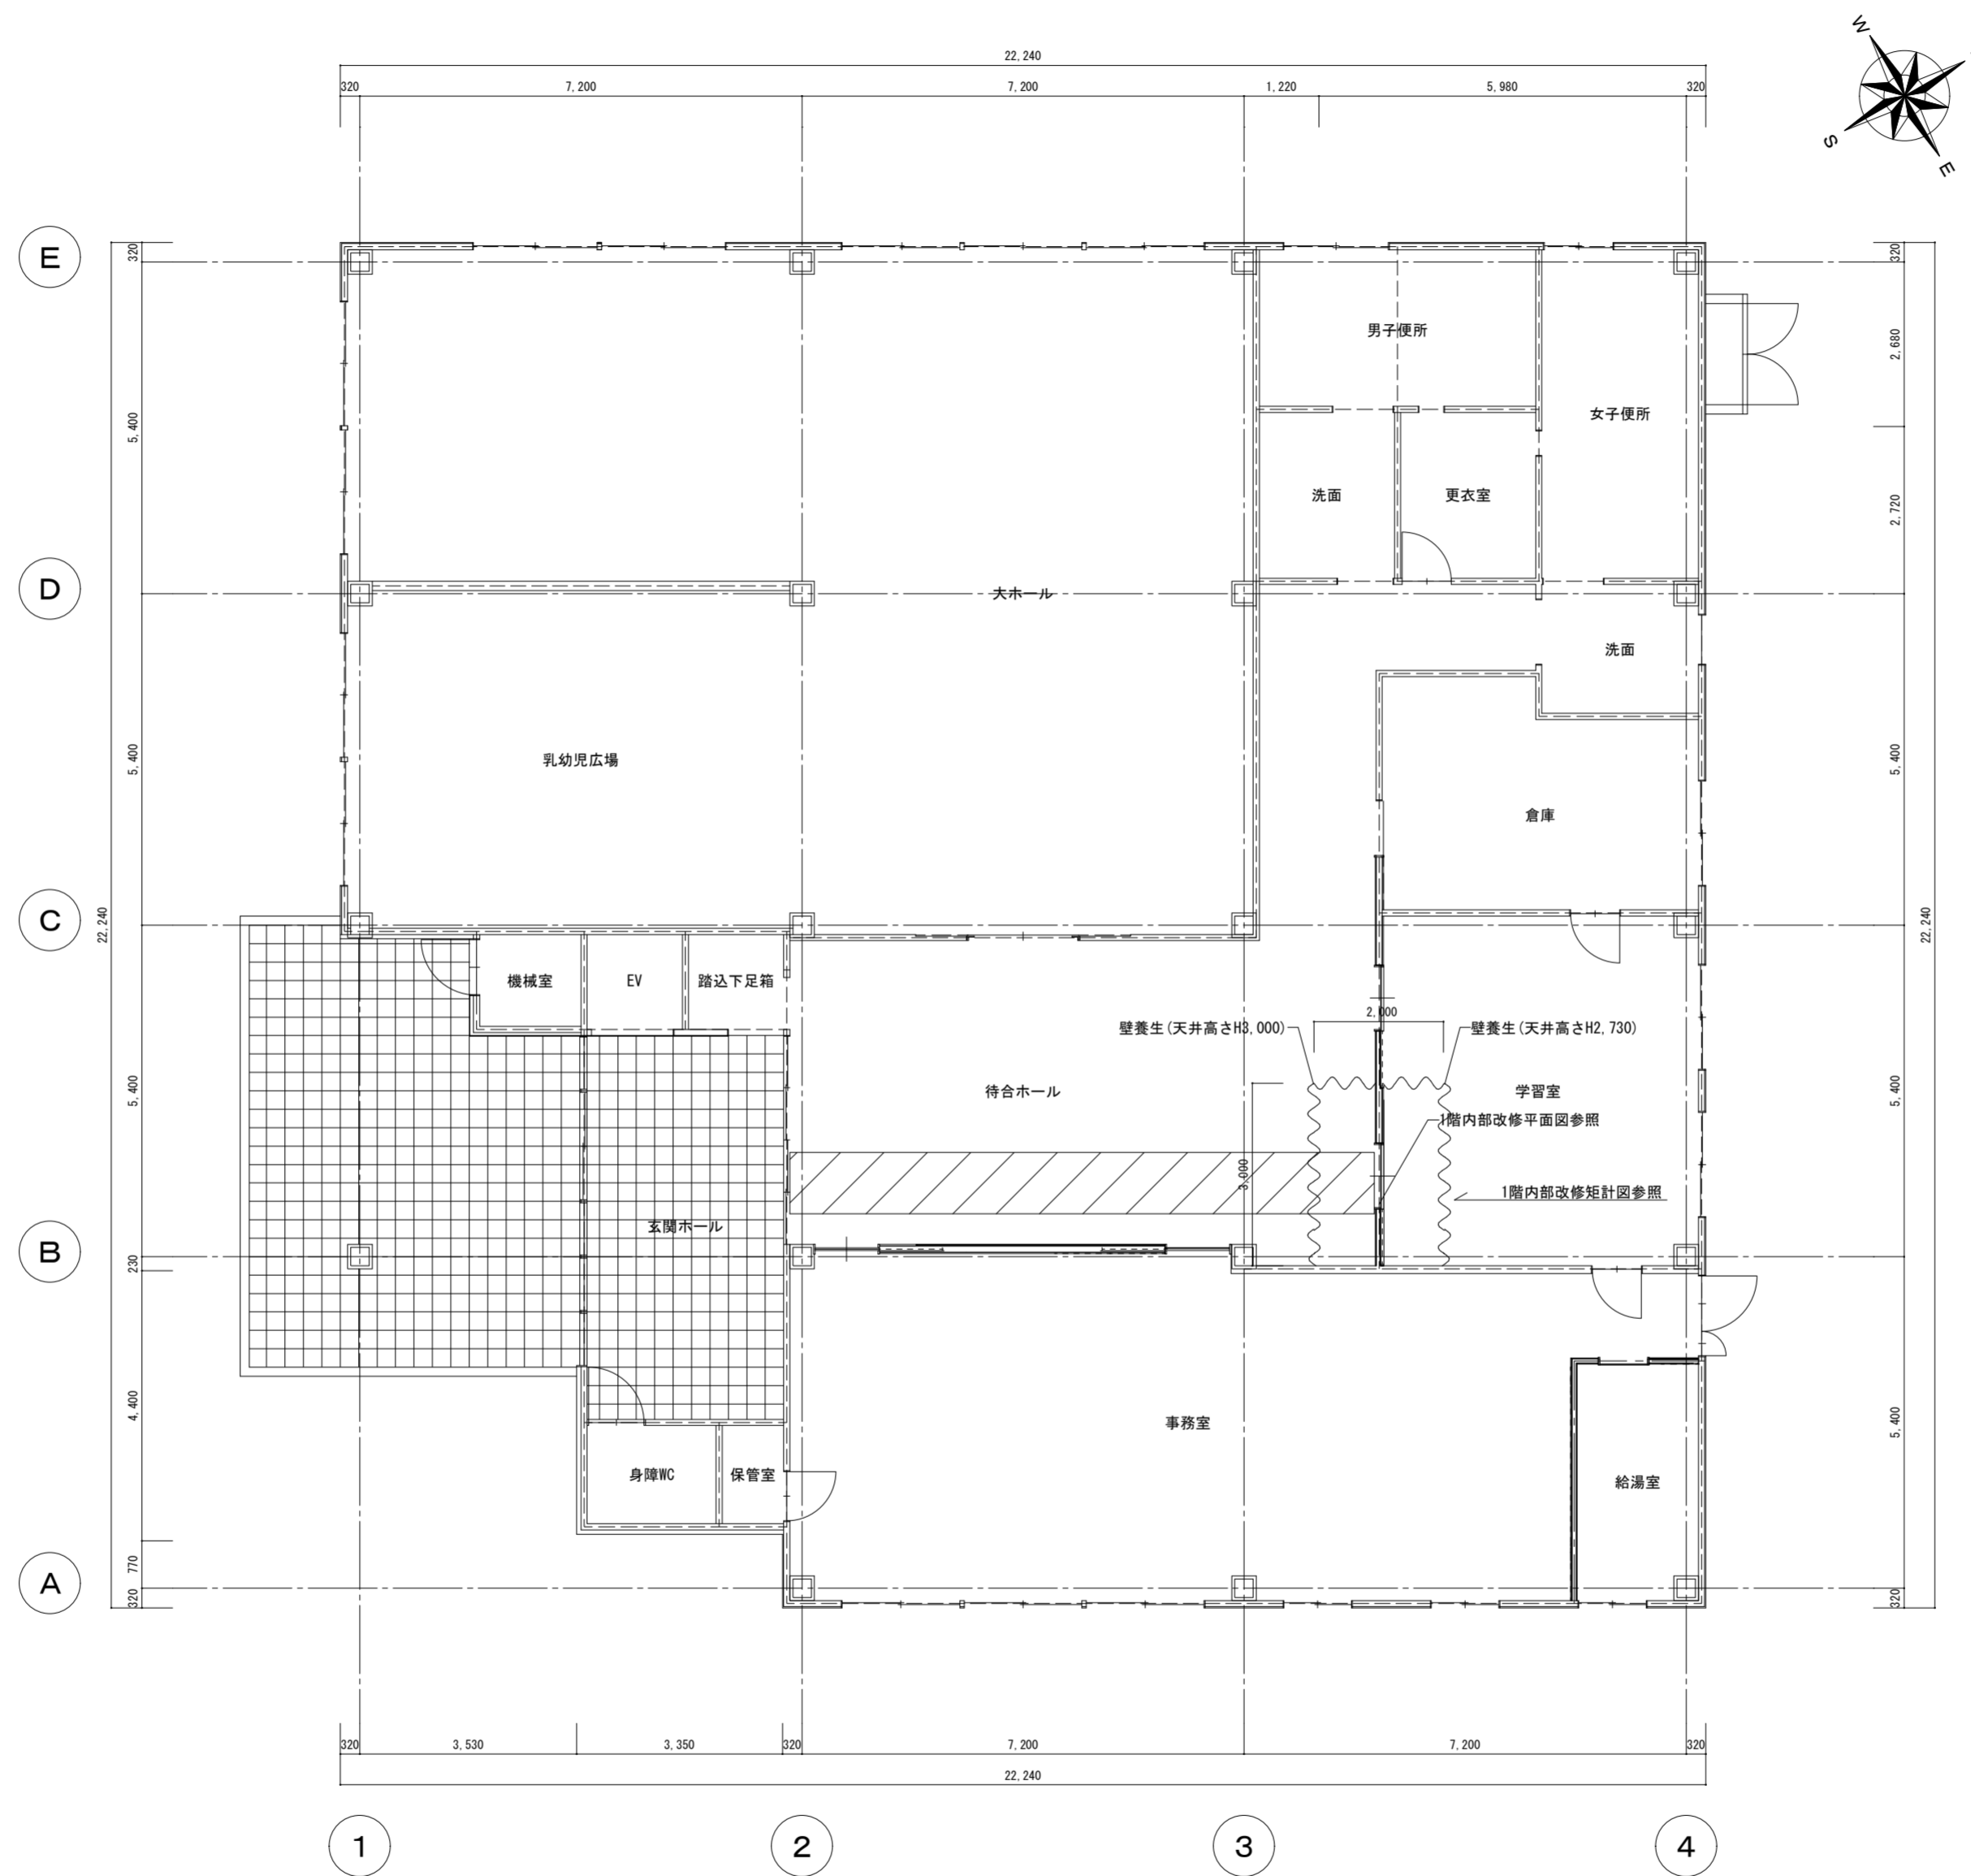 W
S
E
22,240
320
7,200
7,200
1,220
5,980
320
E
D
C
B
A
320
5,400
5,400
22,240
5,400
230
4,400
770
320
320
2,680
2,720
5,400
22,240
5,400
5,400
320
男子便所
女子便所
洗面
更衣室
大ホール
洗面
乳幼児広場
倉庫
機械室
EV
踏込下足箱
2,000
壁養生(天井高さH3,000)
壁養生(天井高さH2,730)
待合ホール
学習室
1階内部改修平面図参照
3,000
1階内部改修矩計図参照
玄関ホール
事務室
身障WC
保管室
給湯室
320
3,530
3,350
320
7,200
7,200
320
22,240
1
2
3
4